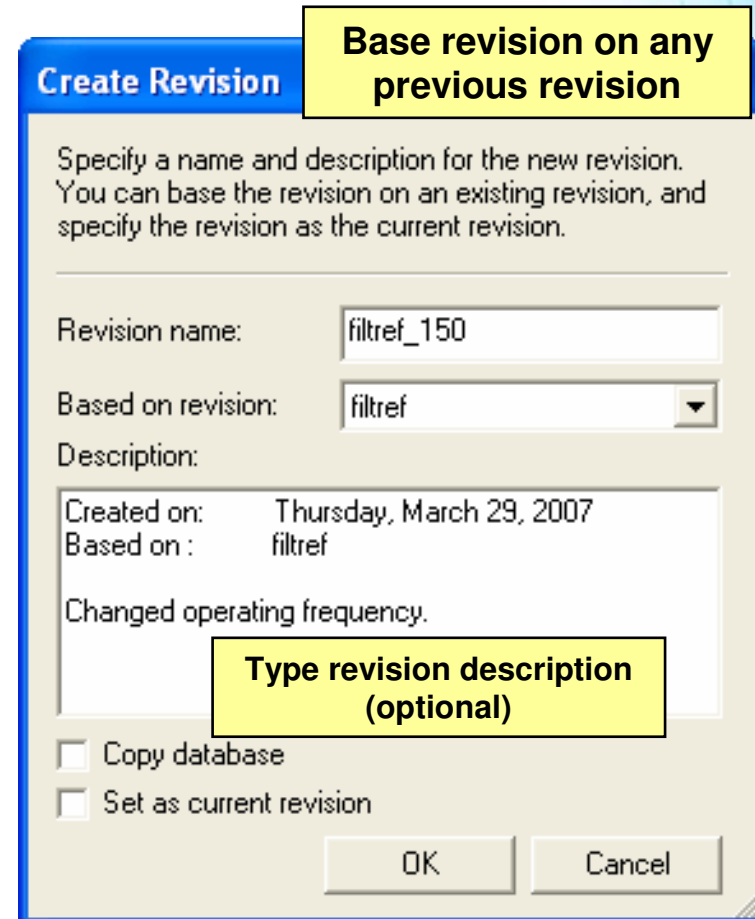 Base revision on any
previous revision
Create Revision
Specify a name and description for the new revision.
You can base the revision on an existing revision, and
specify the revision as the current revision.
Revision name: filtref_150
Based on revision: filtref
Description:
Created on: Thursday, March 29, 2007
Based on : filtref
Changed operating frequency.
Type revision description
(optional)
Copy database
Set as current revision
OK Cancel